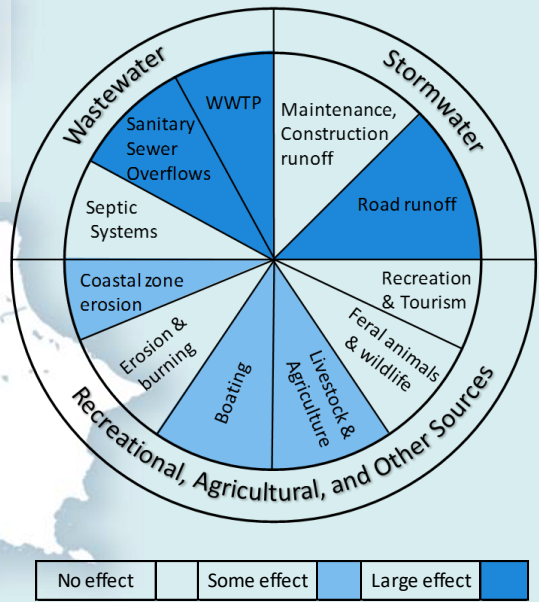 Wastewater
Stormwater
WWTP
Sanitary
Sewer
Overflows
Septic
Systems
Maintenance,
Construction
runoff
Road runoff
Coastal zone
erosion
Erosion &
burning
Boating
Livestock &
Agriculture
Feral animals
& wildlife
Recreation
& Tourism
Recreational, Agricultural, and Other Sources
No effect
Some effect
Large effect